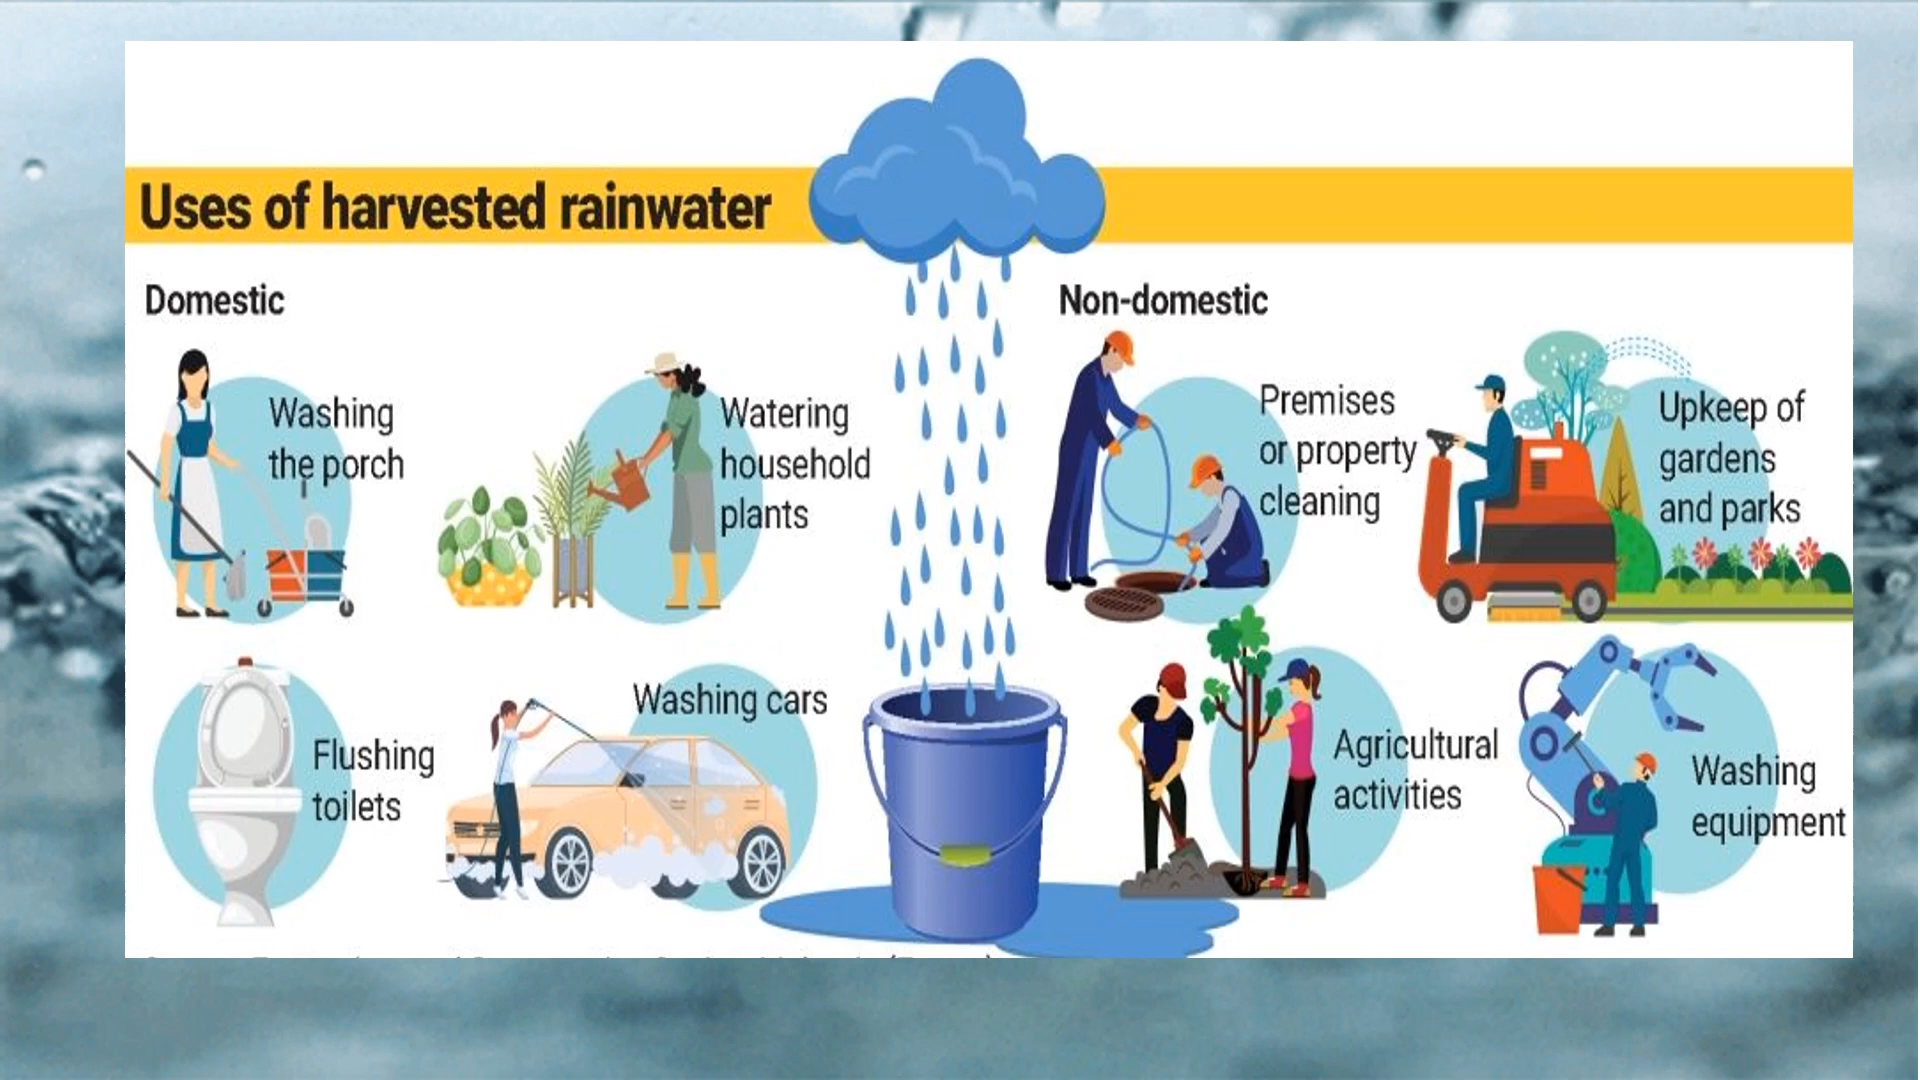 Uses of harvested rainwater
Domestic
Washing
the porch
Watering
household
plants
Flushing
toilets
Washing cars
Non-domestic
Premises
or property
cleaning
Upkeep of
gardens
and parks
Agricultural
activities
Washing
equipment